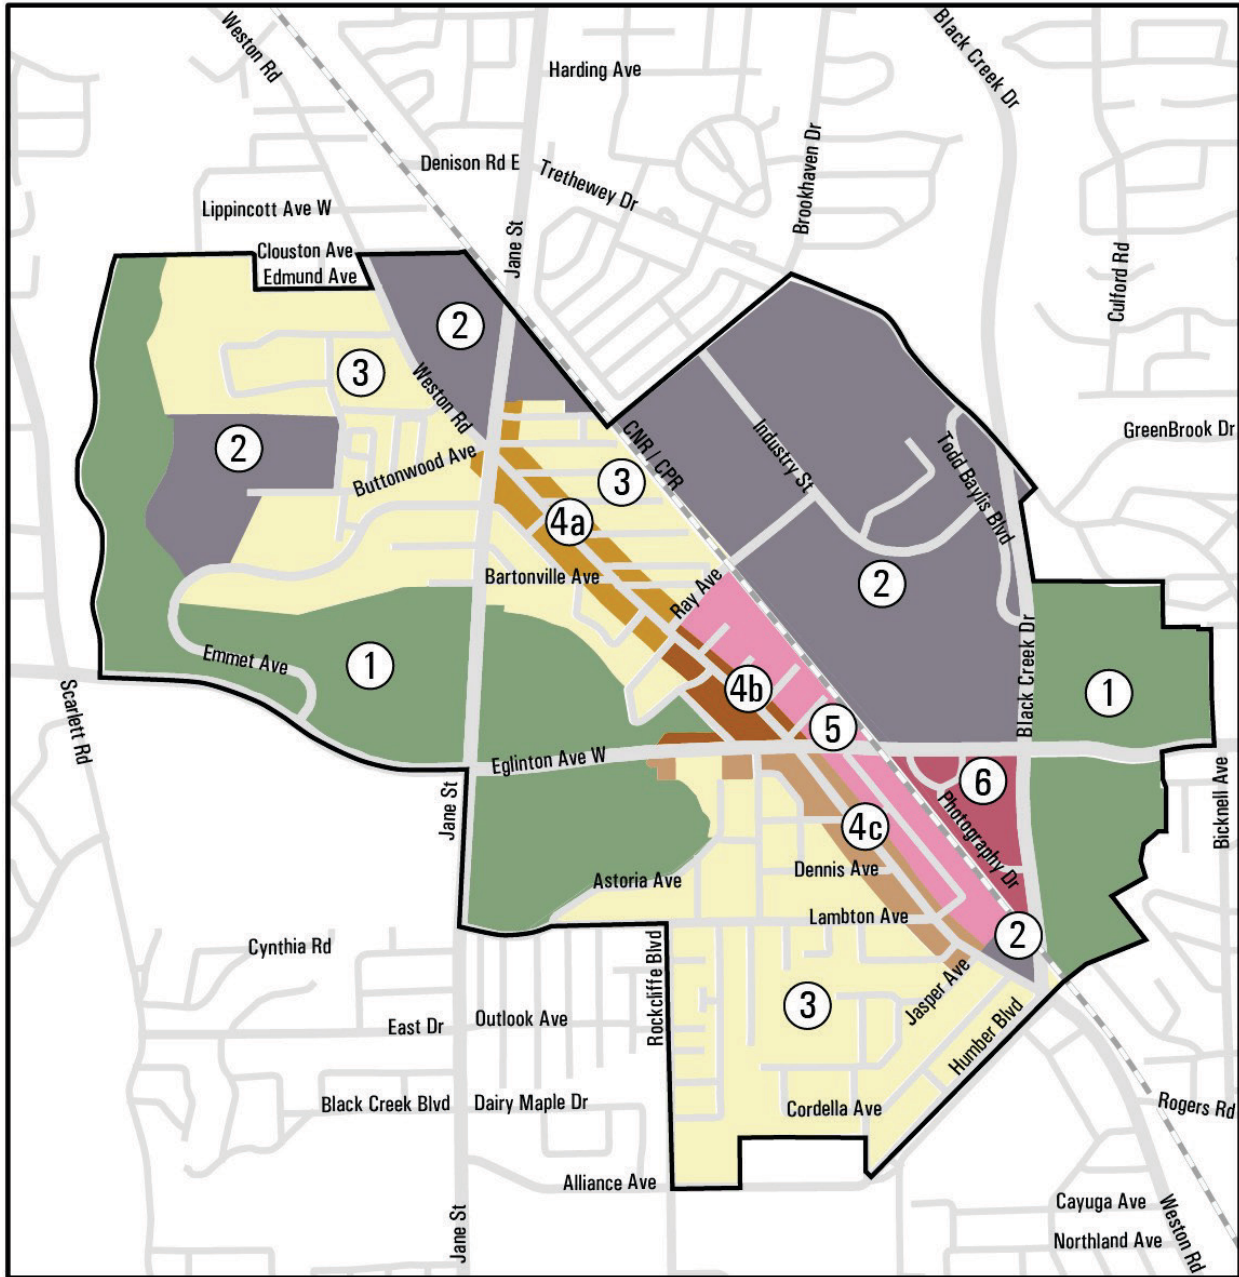 Weston Rd
Harding Ave
Black Creek Dr
Denison Rd E
Trethewey Dr
Brookhaven Dr
Lippincott Ave W
Jane St
Clouston Ave
Edmund Ave
Culford Rd
2
3
Weston Rd
CNR / CPR
Industry St
Todd Baylis Blvd
GreenBrook Dr
2
Buttonwood Ave
3
4a
Bartonville Ave
Ray Ave
2
Emmet Ave
1
4b
Black Creek Dr
1
Scarlett Rd
5
Eglinton Ave W
6
Jane St
Photography Dr
Bicknell Ave
4c
Dennis Ave
Astoria Ave
Lambton Ave
2
Cynthia Rd
Rockcliffe Blvd
Jasper Ave
3
East Dr
Outlook Ave
Humber Blvd
Black Creek Blvd
Dairy Maple Dr
Cordella Ave
Rogers Rd
Alliance Ave
Jane St
Cayuga Ave
Weston Rd
Northland Ave